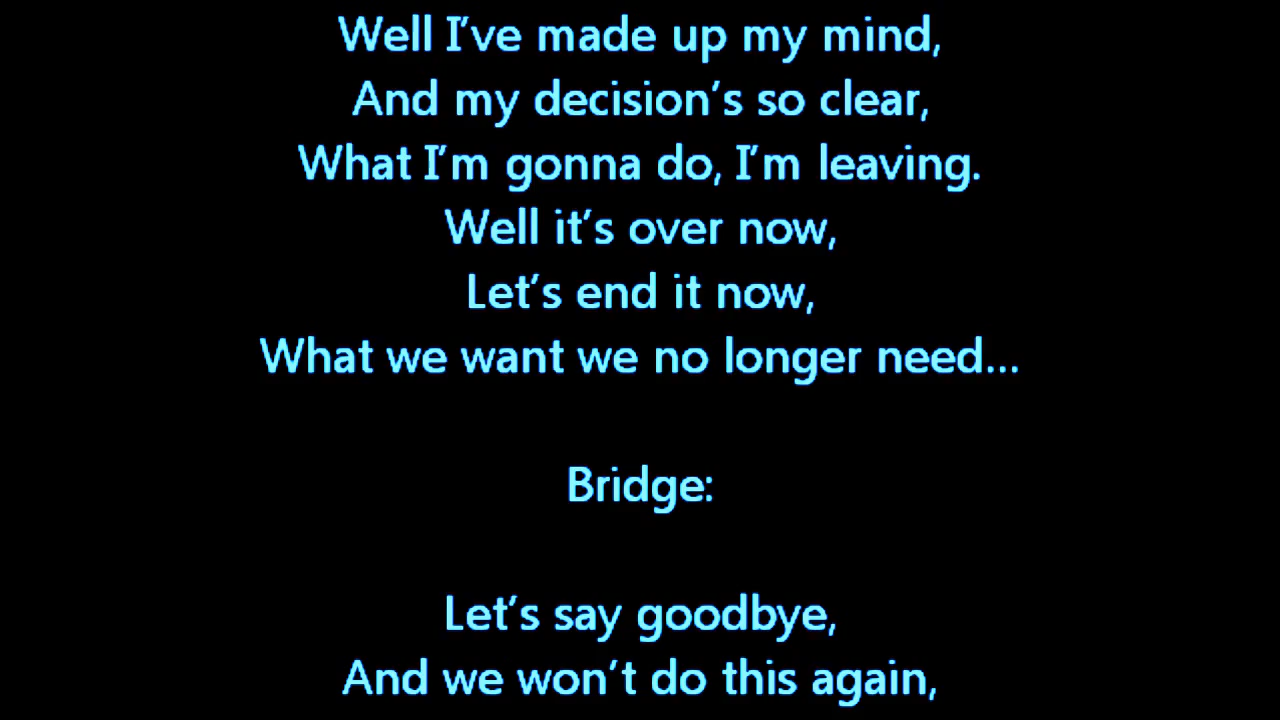 Well I’ve made up my mind,
And my decision’s so clear,
What I’m gonna do, I’m leaving.
Well it’s over now,
Let’s end it now,
What we want we no longer need...
Bridge:
Let’s say goodbye,
And we won’t do this again,